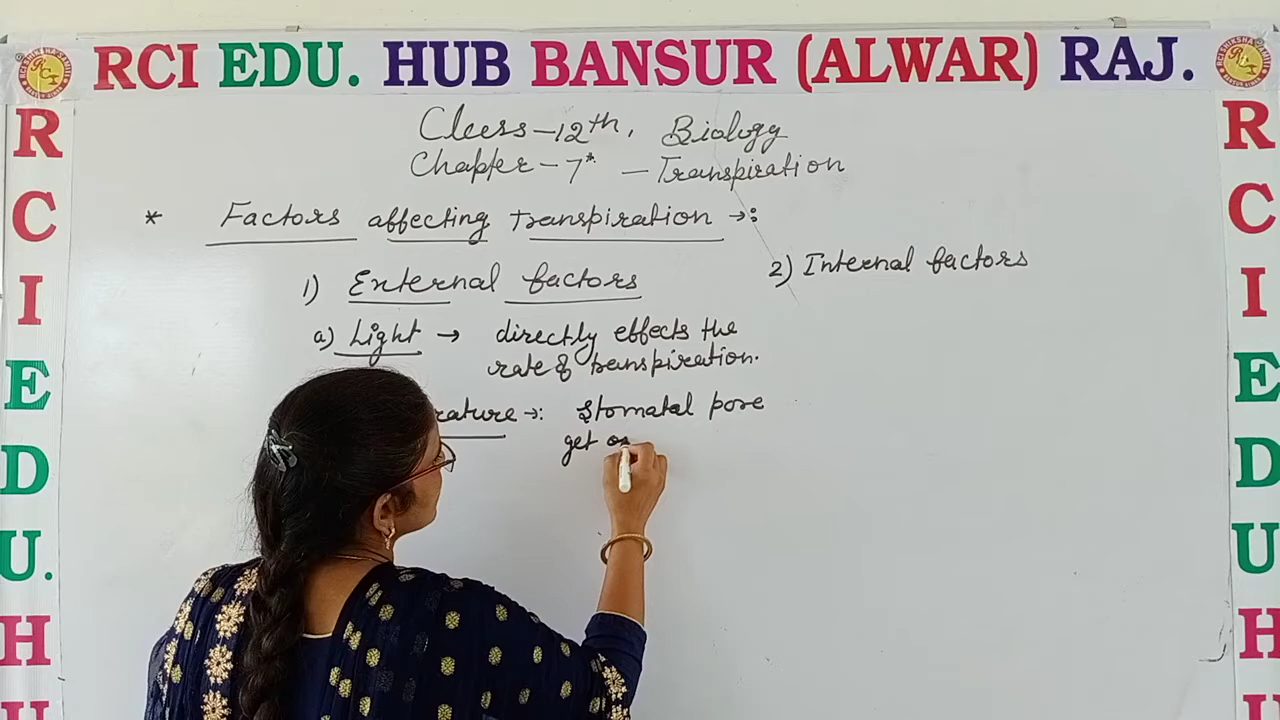 RCI EDU. HUB BANSUR (ALWAR) RAJ.
Class-12th, Biology
Chapter-7* - Transpiration
* Factors affecting transpiration →:
1) External factors
2) Internal factors
a) Light → directly effects the
rate of transpiration.
rature →: Stomatal pore
get
R
C
I
E
D
U.
H
R
C
I
E
D
U.
H